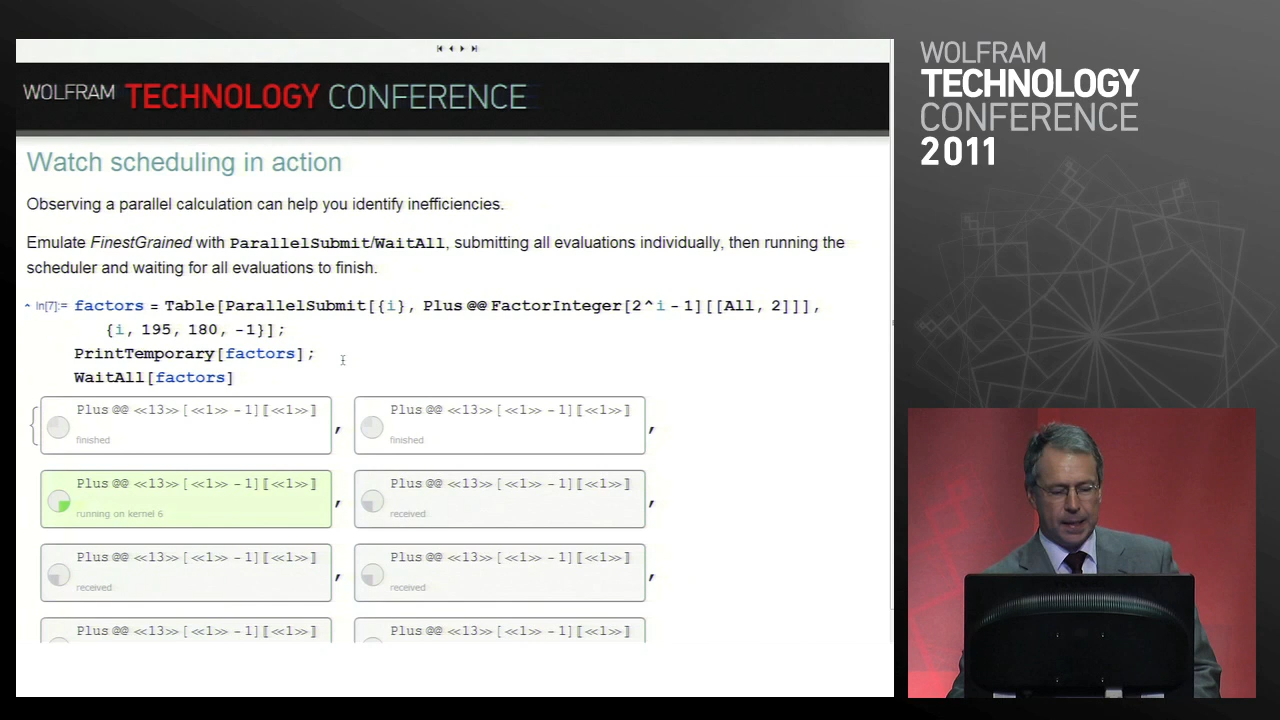 WOLFRAM TECHNOLOGY CONFERENCE
Watch scheduling in action
Observing a parallel calculation can help you identify inefficiencies.
Emulate FinestGrained with ParallelSubmit/WaitAll, submitting all evaluations individually, then running the
scheduler and waiting for all evaluations to finish.
In[7]:= factors = Table[ParallelSubmit[{i}, Plus @@ FactorInteger[2^i - 1][[All, 2]]],
{i, 195, 180, -1}];
PrintTemporary[factors];
WaitAll[factors]
{ Plus @@ <<13>> [<<1>> - 1]⟦<<1>>⟧ , Plus @@ <<13>> [<<1>> - 1]⟦<<1>>⟧ ,
finished finished
Plus @@ <<13>> [<<1>> - 1]⟦<<1>>⟧ , Plus @@ <<13>> [<<1>> - 1]⟦<<1>>⟧ ,
running on kernel 6 received
Plus @@ <<13>> [<<1>> - 1]⟦<<1>>⟧ , Plus @@ <<13>> [<<1>> - 1]⟦<<1>>⟧ ,
received received
Plus @@ <<13>> [<<1>> - 1]⟦<<1>>⟧ Plus @@ <<13>> [<<1>> - 1]⟦<<1>>⟧
WOLFRAM
TECHNOLOGY
CONFERENCE
2011